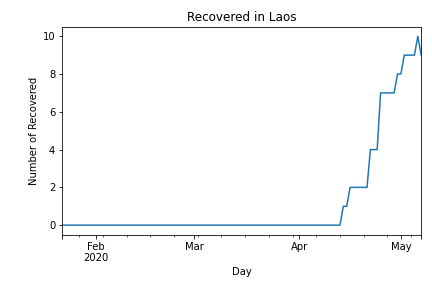 Recovered in Laos
10
8
6
4
2
0
Number of Recovered
Feb
2020
Mar
Apr
May
Day